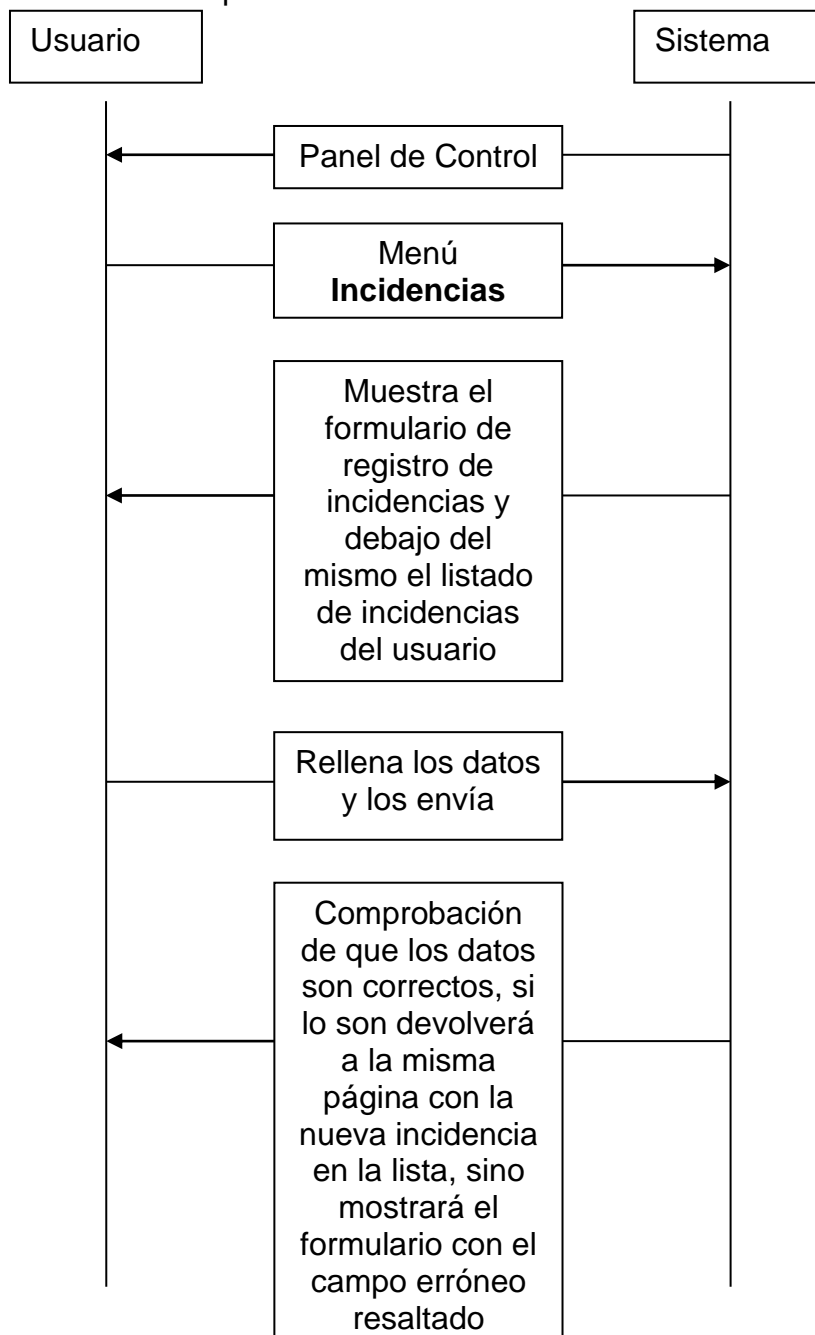 Usuario
Sistema
Panel de Control
Menú
Incidencias
Muestra el
formulario de
registro de
incidencias y
debajo del
mismo el listado
de incidencias
del usuario
Rellena los datos
y los envía
Comprobación
de que los datos
son correctos, si
lo son devolverá
a la misma
página con la
nueva incidencia
en la lista, sino
mostrará el
formulario con el
campo erróneo
resaltado